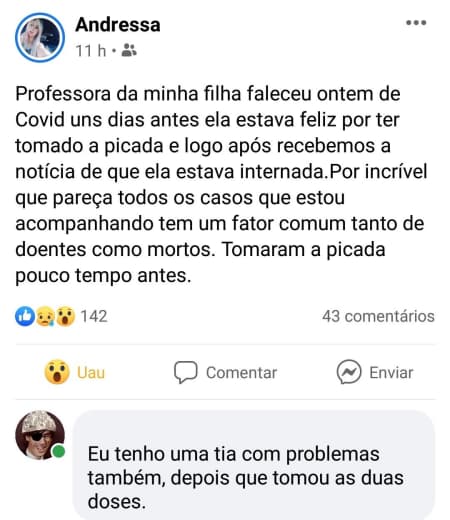 Andressa
11 h
Professora da minha filha faleceu ontem de
Covid uns dias antes ela estava feliz por ter
tomado a picada e logo após recebemos a
notícia de que ela estava internada.Por incrível
que pareça todos os casos que estou
acompanhando tem um fator comum tanto de
doentes como mortos. Tomaram a picada
pouco tempo antes.
142 43 comentários
Uau Comentar Enviar
Eu tenho uma tia com problemas
também, depois que tomou as duas
doses.